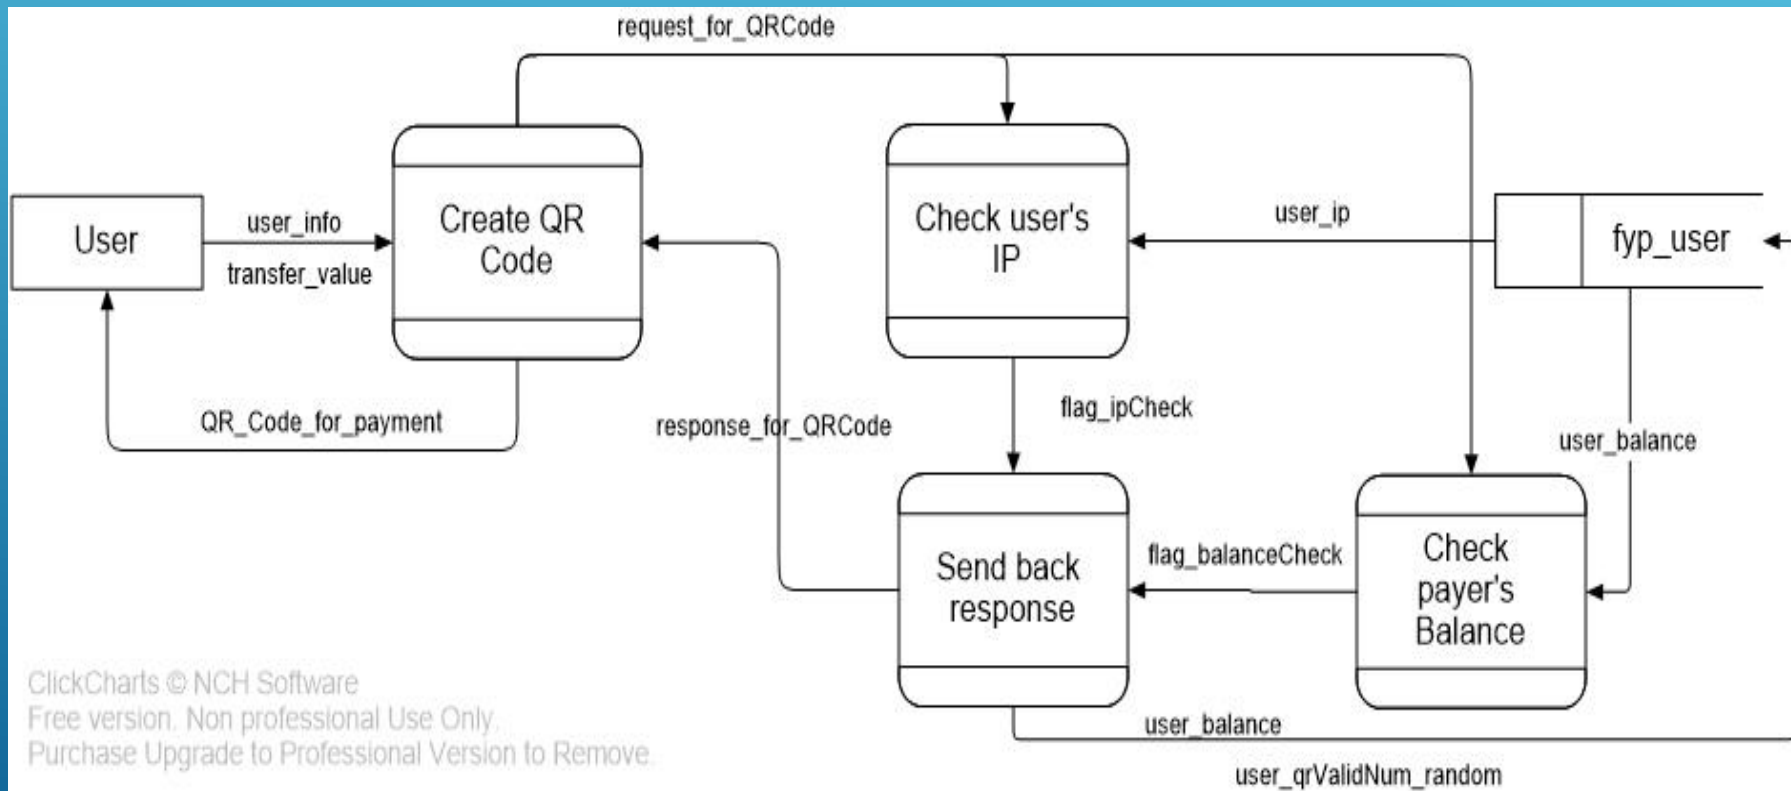 request_for_QRCode
User
user_info
transfer_value
Create QR
Code
Check user's
IP
user_ip
fyp_user
QR_Code_for_payment
response_for_QRCode
flag_ipCheck
user_balance
Send back
response
flag_balanceCheck
Check
payer's
Balance
user_balance
user_qrValidNum_random
ClickCharts © NCH Software
Free version. Non professional Use Only.
Purchase Upgrade to Professional Version to Remove.